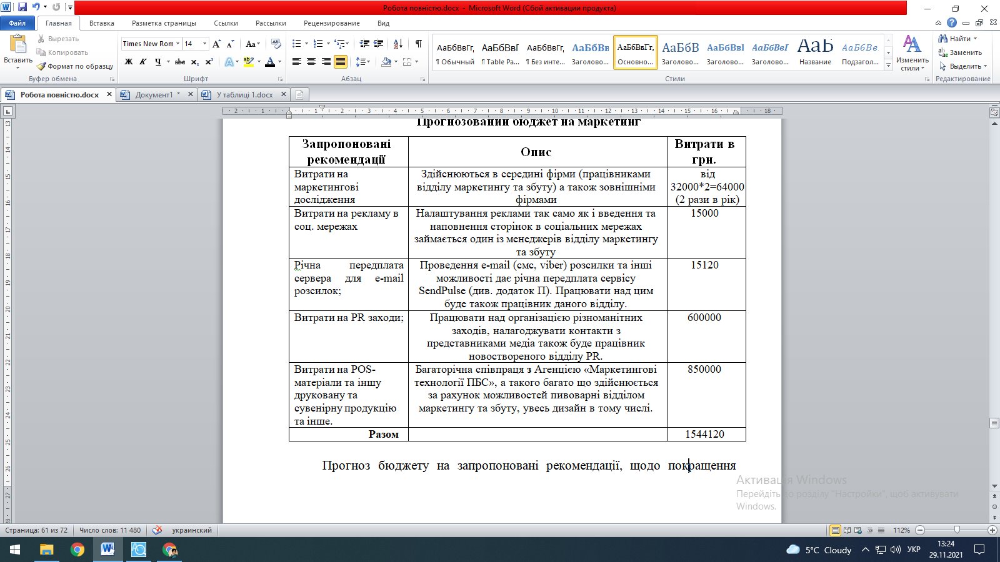 Робота повністю.docx - Microsoft Word (Сбой активации продукта)
Файл Главная Вставка Разметка страницы Ссылки Рассылки Рецензирование Вид
Вставить
Вырезать
Копировать
Формат по образцу
Буфер обмена
Times New Rom 14
Ж К Ч abc x₂ x²
Шрифт
Абзац
АаБбВвГг, АаБбВвГ АаБбВвГг, АаБбВв АаБбВвГг, АаБбВ АаБбВвІ АаБбВвГ АаБ АаБбВв.
¶ Обычный ¶ Table Pa... ¶ Без инте... Заголово... Основно... Заголово... Заголово... Заголово... Название Подзагол...
Стили
Изменить
стили
Найти
Заменить
Выделить
Редактирование
Робота повністю.docx Документ1 * У таблиці 1.docx
Прогнозований бюджет на маркетинг
Запропоновані
рекомендації
Опис
Витрати в
грн.
Витрати на
маркетингові
дослідження
Здійснюються в середині фірми (працівниками
відділу маркетингу та збуту) а також зовнішніми
фірмами
від
32000*2=64000
(2 рази в рік)
Витрати на рекламу в
соц. мережах
Налаштування реклами так само як і введення та
наповнення сторінок в соціальних мережах
займається один із менеджерів відділу маркетингу
та збуту
15000
Річна передплата
сервера для e-mail
розсилок;
Проведення e-mail (смс, viber) розсилки та інші
можливості дає річна передплата сервісу
SendPulse (див. додаток П). Працювати над цим
буде також працівник даного відділу.
15120
Витрати на PR заходи;
Працювати над організацією різноманітних
заходів, налагоджувати контакти з
представниками медіа також буде працівник
новоствореного відділу PR.
600000
Витрати на POS-
матеріали та іншу
друковану та
сувенірну продукцію
та інше.
Багаторічна співпраця з Агенцією «Маркетингові
технології ПБС», а такого багато що здійснюється
за рахунок можливостей пивоварні відділом
маркетингу та збуту, увесь дизайн в тому числі.
850000
Разом
1544120
Прогноз бюджету на запропоновані рекомендації, щодо покращення
Активація Windows
Перейдіть до розділу "Настройки", щоб активувати
Windows.
Страница: 61 из 72 Число слов: 11 480 украинский 112%
5°C Cloudy УКР 13:24
29.11.2021